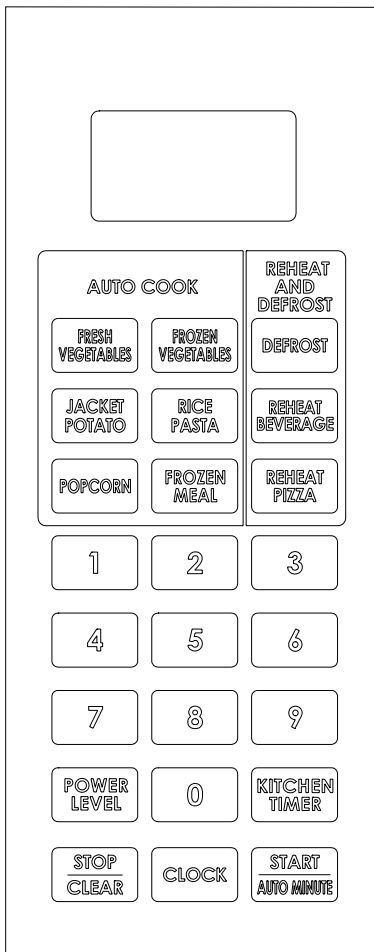 AUTO COOK
REHEAT
AND
DEFROST
FRESH
VEGETABLES
FROZEN
VEGETABLES
DEFROST
JACKET
POTATO
RICE
PASTA
REHEAT
BEVERAGE
POPCORN
FROZEN
MEAL
REHEAT
PIZZA
1
2
3
4
5
6
7
8
9
POWER
LEVEL
0
KITCHEN
TIMER
STOP
CLEAR
CLOCK
START
AUTO MINUTE